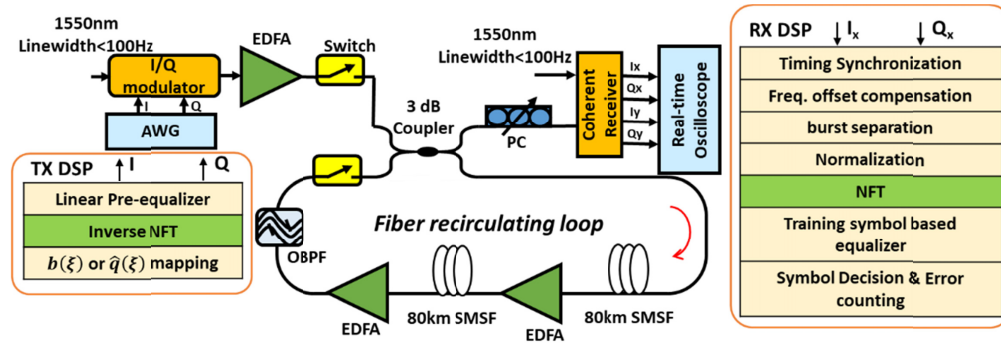 1550nm
Linewidth<100Hz
I/Q
modulator
I Q
AWG
EDFA
Switch
3 dB
Coupler
1550nm
Linewidth<100Hz
PC
Coherent
Receiver
Ix
Qx
Iy
Qy
Real-time
Oscilloscope
TX DSP I Q
Linear Pre-equalizer
Inverse NFT
b(ξ) or q̂(ξ) mapping
OBPF
Fiber recirculating loop
EDFA
80km SMSF
EDFA
80km SMSF
RX DSP Iₓ Qₓ
Timing Synchronization
Freq. offset compensation
burst separation
Normalization
NFT
Training symbol based
equalizer
Symbol Decision & Error
counting